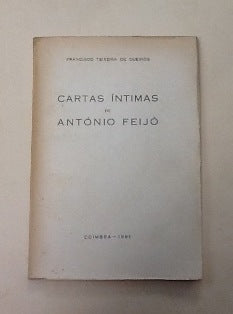 FRANCISCO TEIXEIRA DE QUEIROZ
CARTAS ÍNTIMAS
DE
ANTÓNIO FEIJÓ
COIMBRA